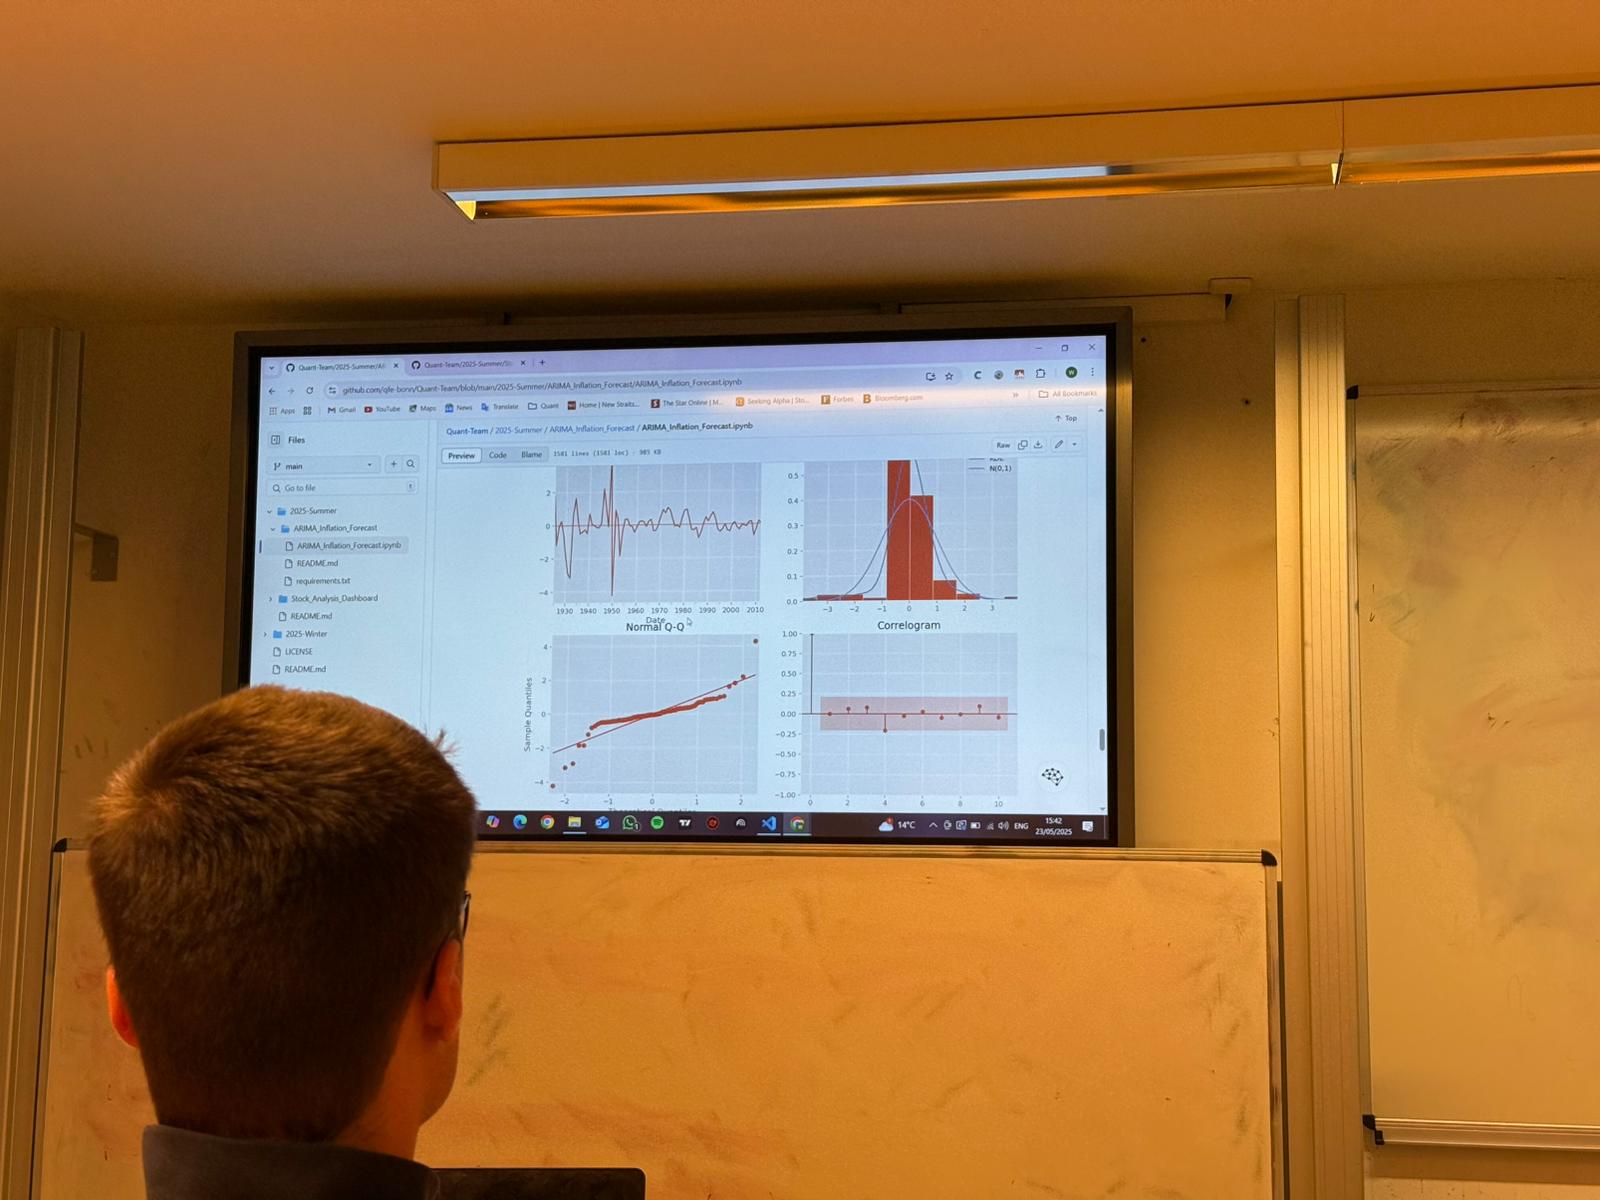 Quant-Team/2025-Summer/AR
Quant-Team/2025-Summer/St
github.com/qfe-bonn/Quant-Team/blob/main/2025-Summer/ARIMA_Inflation_Forecast/ARIMA_Inflation_Forecast.ipynb
W
Apps
Gmail
YouTube
Maps
News
Translate
Quant
Home | New Straits...
The Star Online | M...
Seeking Alpha | Sto...
Forbes
Bloomberg.com
»
All Bookmarks
Files
Quant-Team / 2025-Summer / ARIMA_Inflation_Forecast / ARIMA_Inflation_Forecast.ipynb
Top
main
Preview
Code
Blame
1581 lines (1581 loc) · 985 KB
Raw
Go to file
2025-Summer
ARIMA_Inflation_Forecast
ARIMA_Inflation_Forecast.ipynb
README.md
requirements.txt
Stock_Analysis_Dashboard
README.md
2025-Winter
LICENSE
README.md
2
0
−2
−4
1930 1940 1950 1960 1970 1980 1990 2000 2010
Date
N(0,1)
0.5
0.4
0.3
0.2
0.1
0.0
−3 −2 −1 0 1 2 3
Normal Q-Q
Sample Quantiles
4
2
0
−2
−4
−2 −1 0 1 2
Correlogram
1.00
0.75
0.50
0.25
0.00
−0.25
−0.50
−0.75
−1.00
0 2 4 6 8 10
14°C
ENG
15:42
23/05/2025